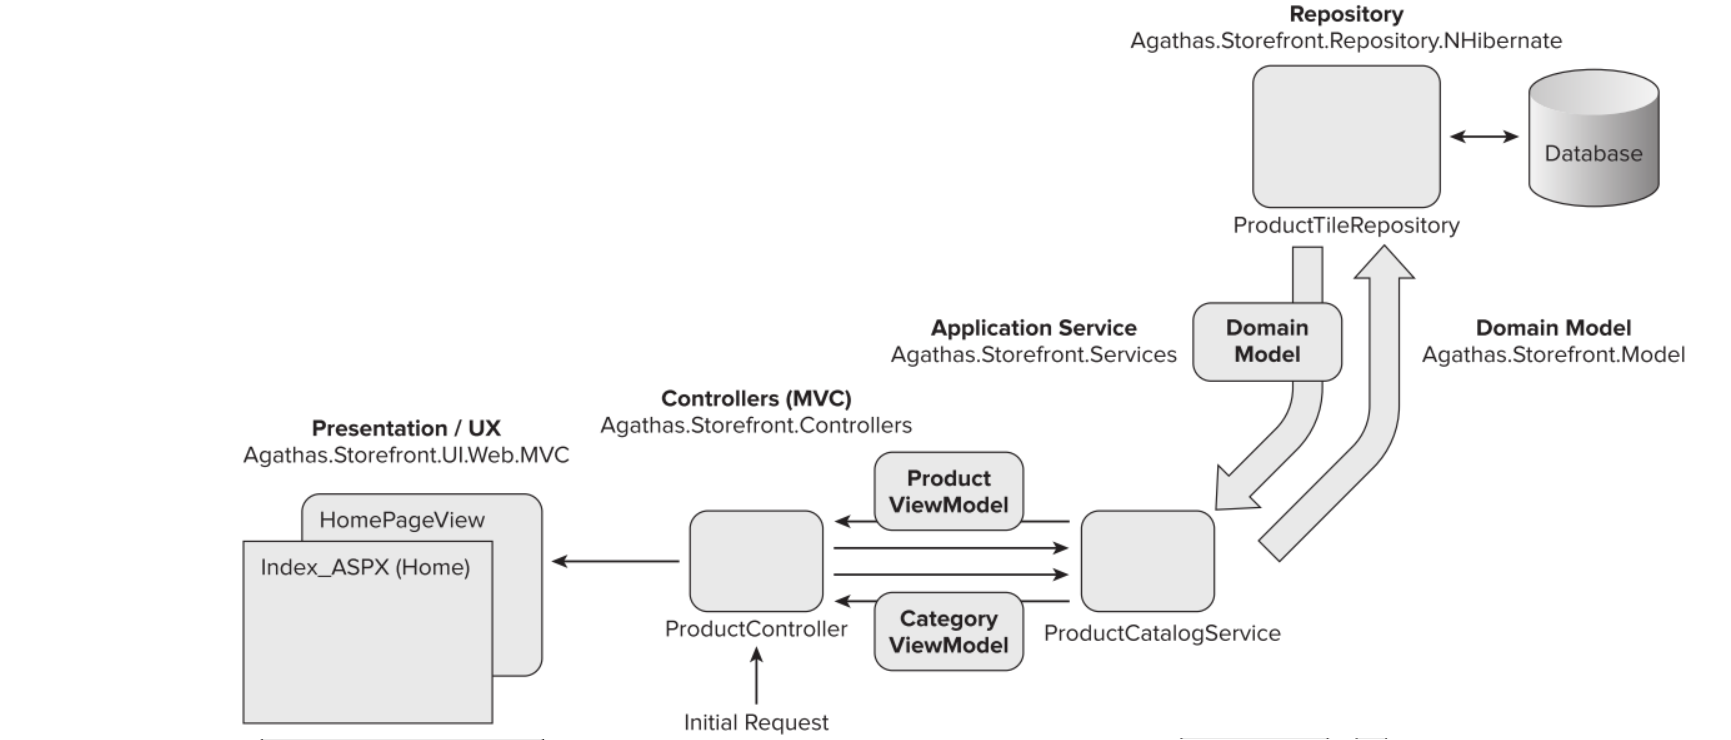 Repository
Agathas.Storefront.Repository.NHibernate
Database
ProductTileRepository
Application Service
Agathas.Storefront.Services
Domain
Model
Domain Model
Agathas.Storefront.Model
Controllers (MVC)
Agathas.Storefront.Controllers
Presentation / UX
Agathas.Storefront.UI.Web.MVC
Product
ViewModel
HomePageView
Index_ASPX (Home)
Category
ViewModel
ProductController
ProductCatalogService
Initial Request